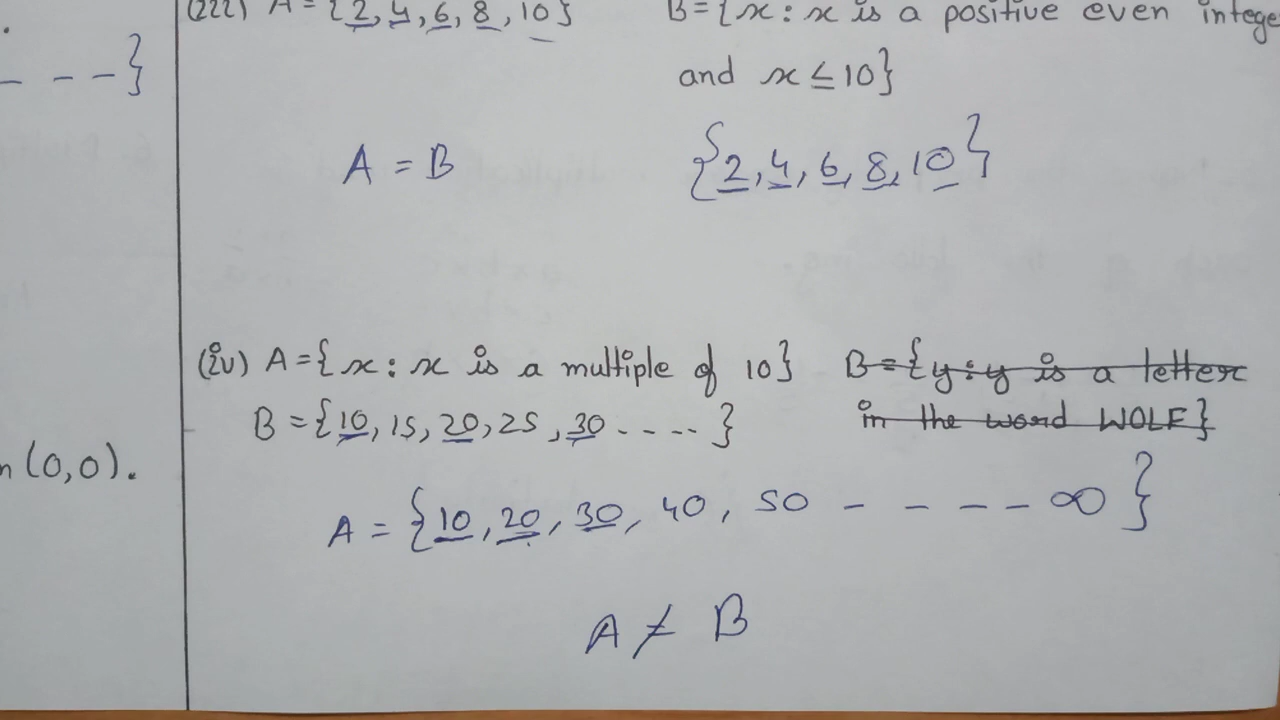 (iii) A = {2, 4, 6, 8, 10} B = {x : x is a positive even intege
and x ≤ 10}
- - -}
A = B {2, 4, 6, 8, 10}
(iv) A = {x : x is a multiple of 10} B = {y : y is a letter
B = {10, 15, 20, 25, 30 - - - -} in the word WOLF}
n (0,0).
A = {10, 20, 30, 40, 50 - - - - ∞}
A ≠ B